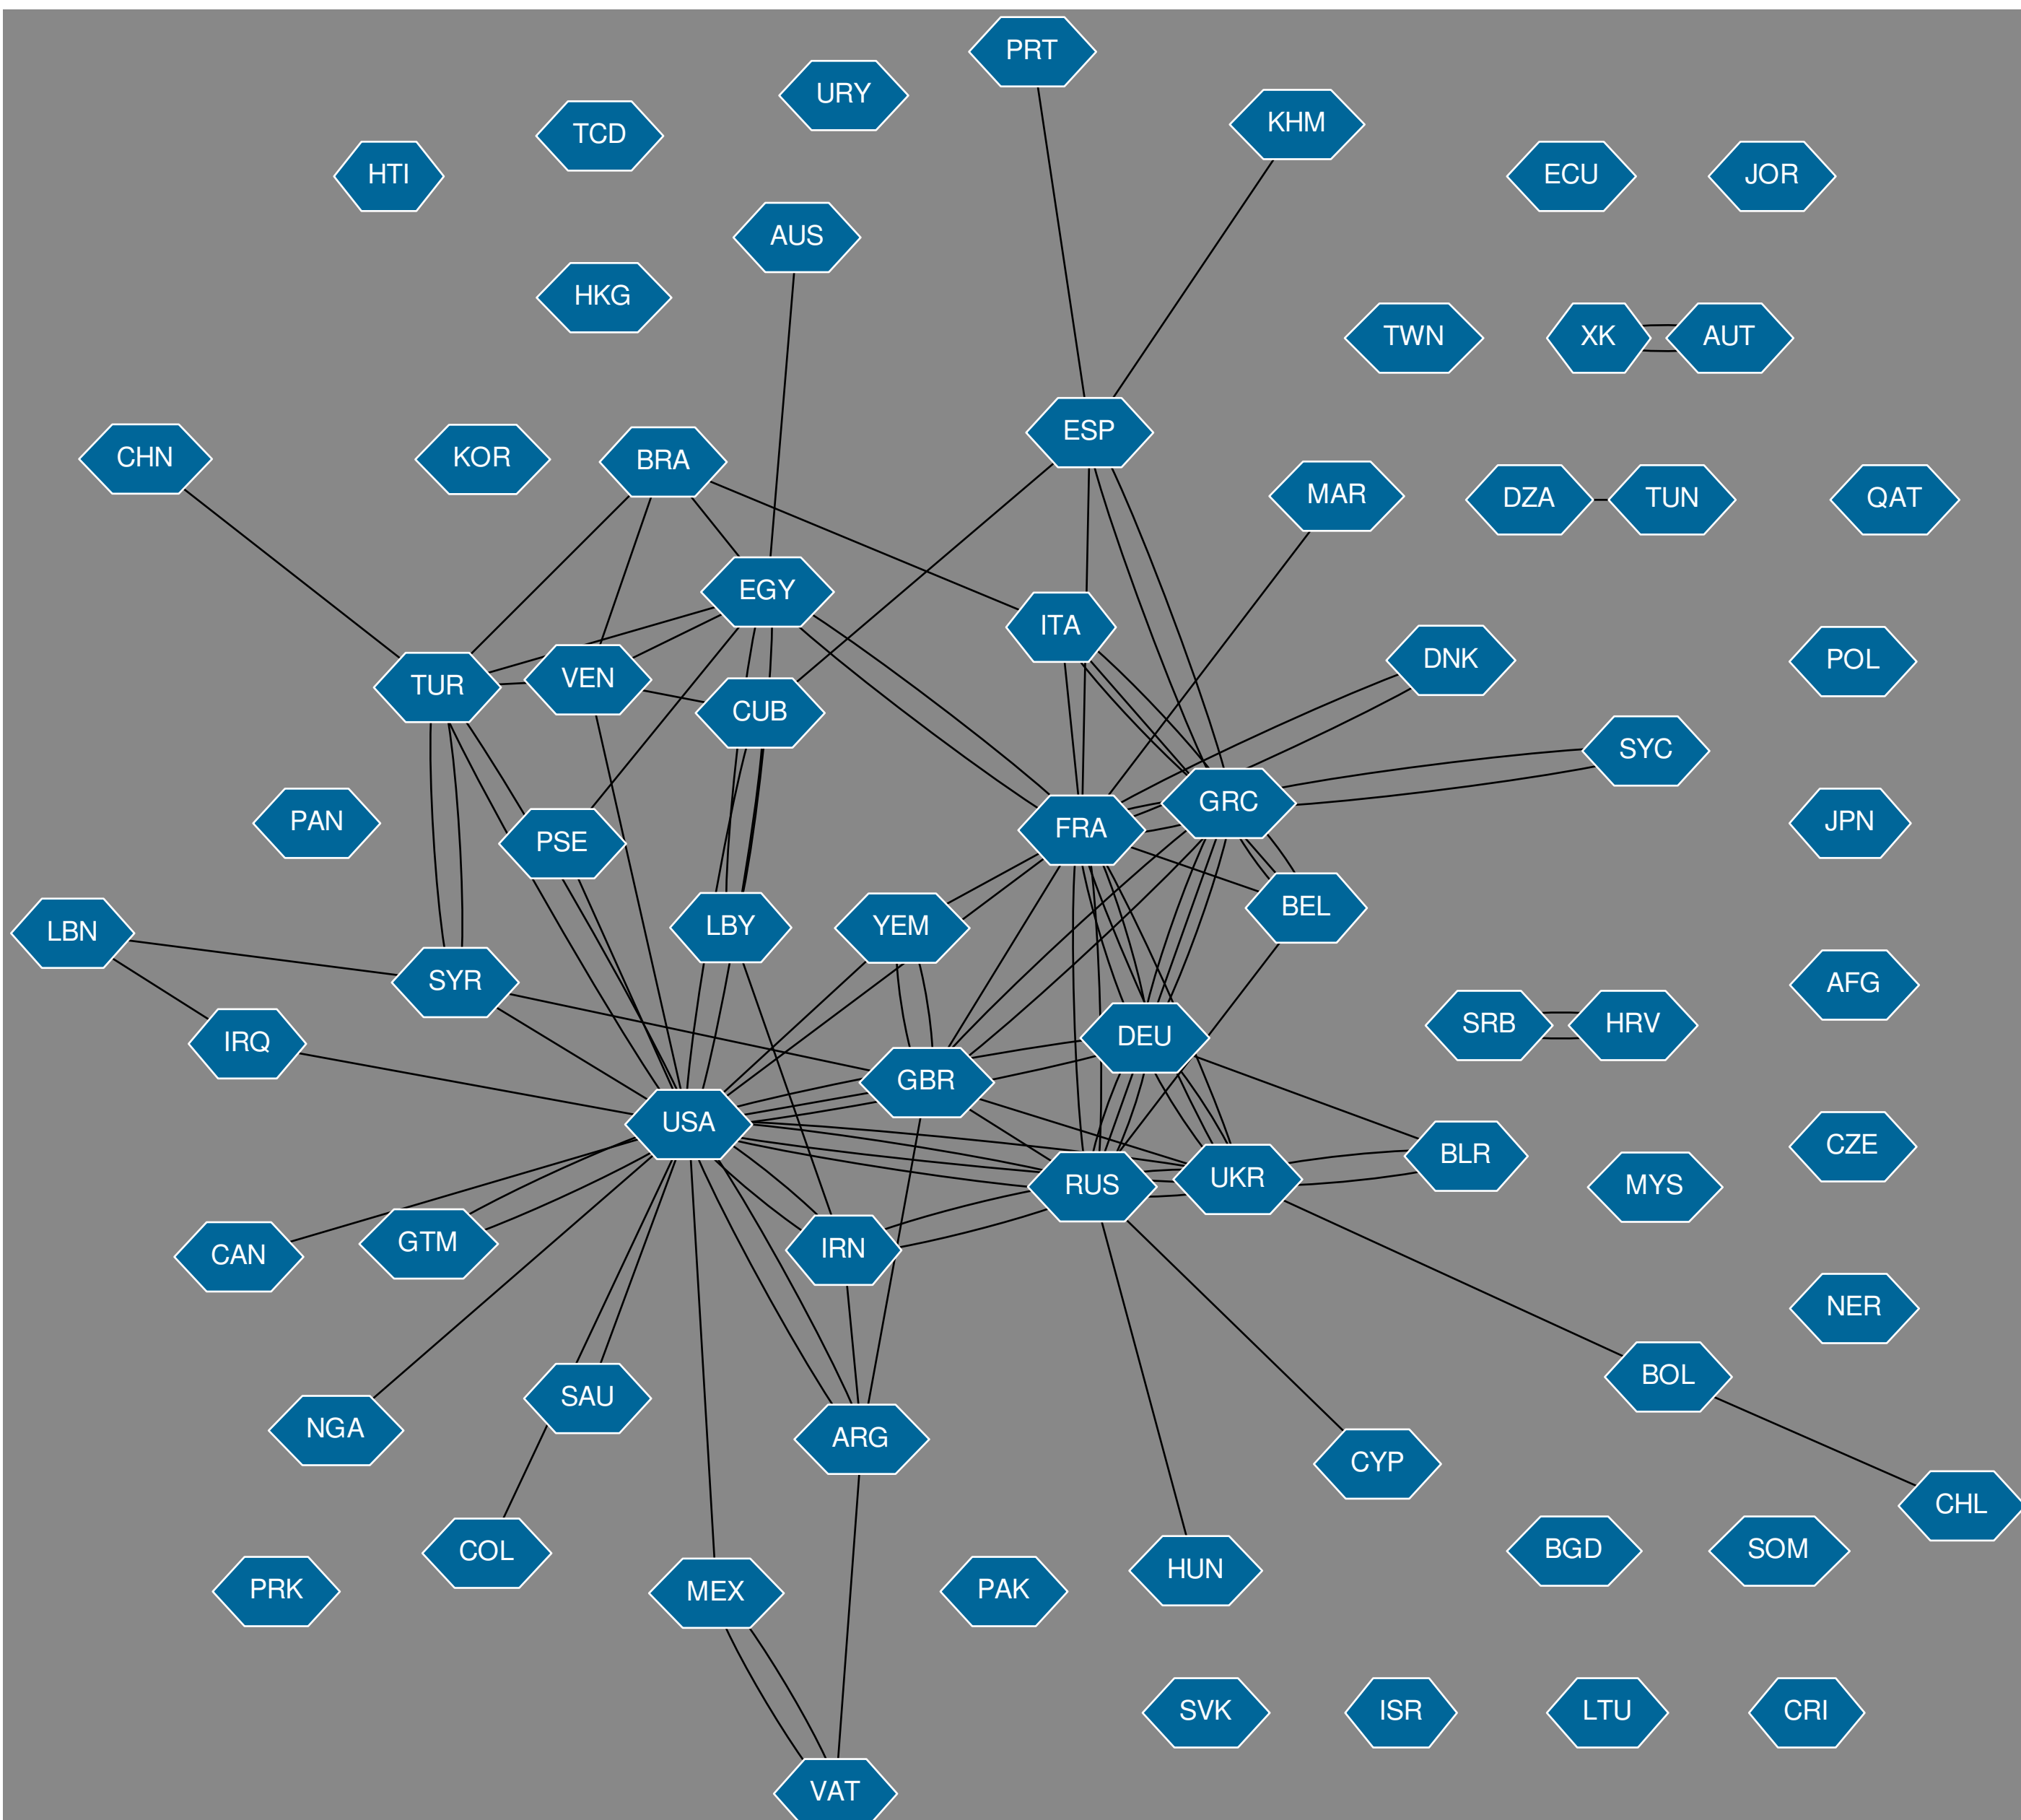 PRT
URY
KHM
TCD
HTI
ECU
JOR
AUS
HKG
TWN
XK
AUT
ESP
CHN
KOR
BRA
MAR
DZA
TUN
QAT
EGY
ITA
DNK
POL
TUR
VEN
CUB
SYC
GRC
PAN
PSE
FRA
JPN
BEL
LBN
LBY
YEM
SYR
AFG
IRQ
SRB
HRV
DEU
GBR
USA
CZE
BLR
RUS
UKR
MYS
CAN
GTM
IRN
NER
BOL
SAU
NGA
ARG
CYP
CHL
COL
BGD
SOM
HUN
PRK
MEX
PAK
SVK
ISR
LTU
CRI
VAT